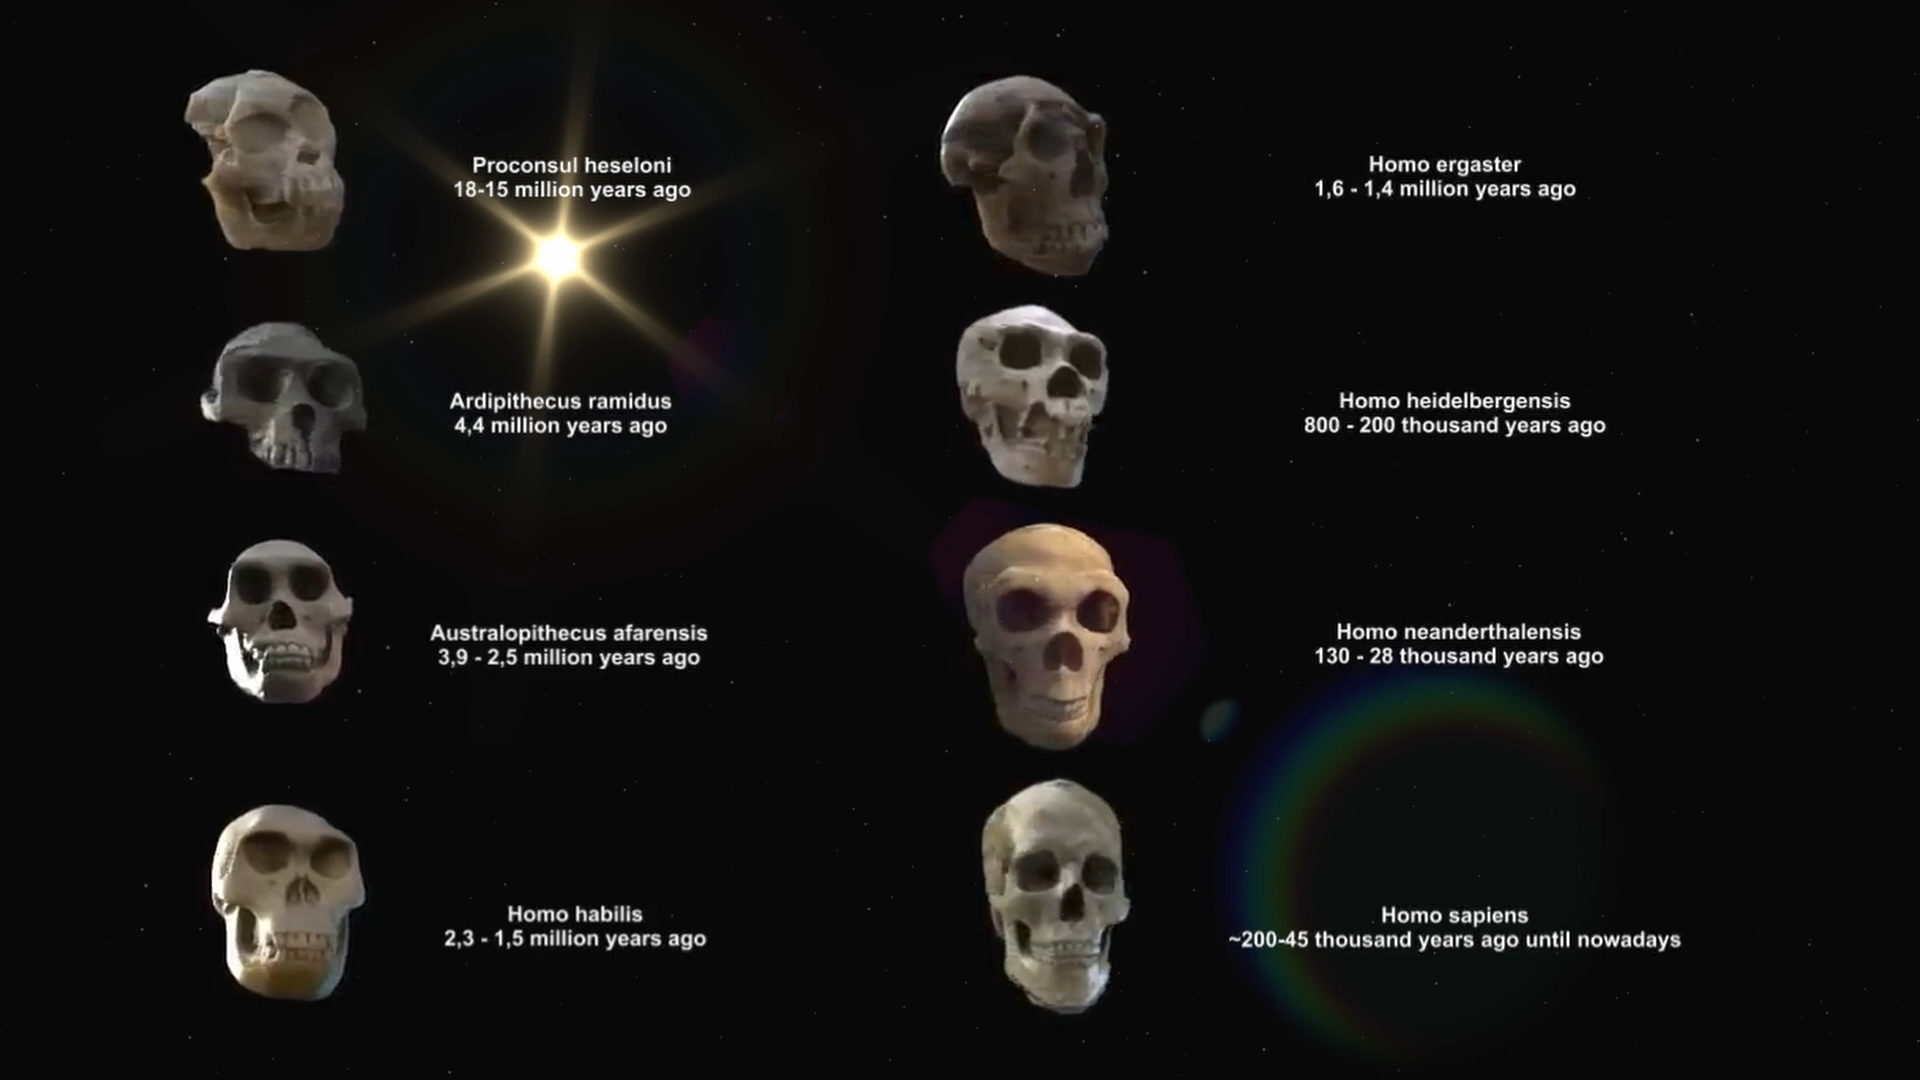 Proconsul heseloni
18-15 million years ago
Ardipithecus ramidus
4,4 million years ago
Australopithecus afarensis
3,9 - 2,5 million years ago
Homo habilis
2,3 - 1,5 million years ago
Homo ergaster
1,6 - 1,4 million years ago
Homo heidelbergensis
800 - 200 thousand years ago
Homo neanderthalensis
130 - 28 thousand years ago
Homo sapiens
~200-45 thousand years ago until nowadays